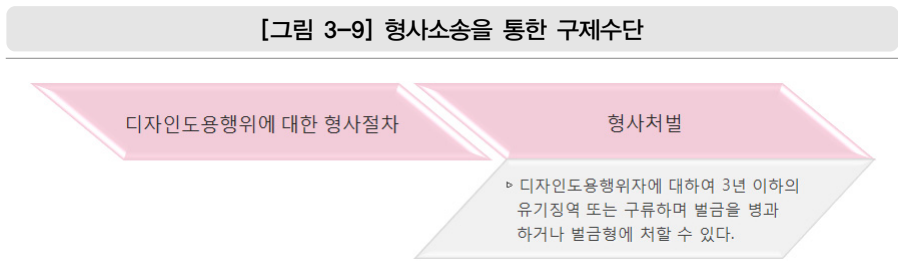 [그림 3-9] 형사소송을 통한 구제수단
디자인도용행위에 대한 형사절차
형사처벌
▹ 디자인도용행위자에 대하여 3년 이하의
유기징역 또는 구류하며 벌금을 병과
하거나 벌금형에 처할 수 있다.